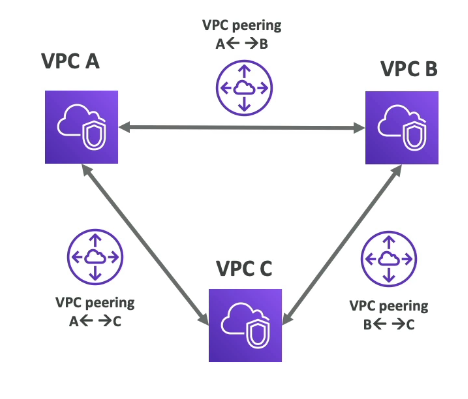 VPC peering
A← →B
VPC A
VPC B
VPC peering
A← →C
VPC C
VPC peering
B← →C